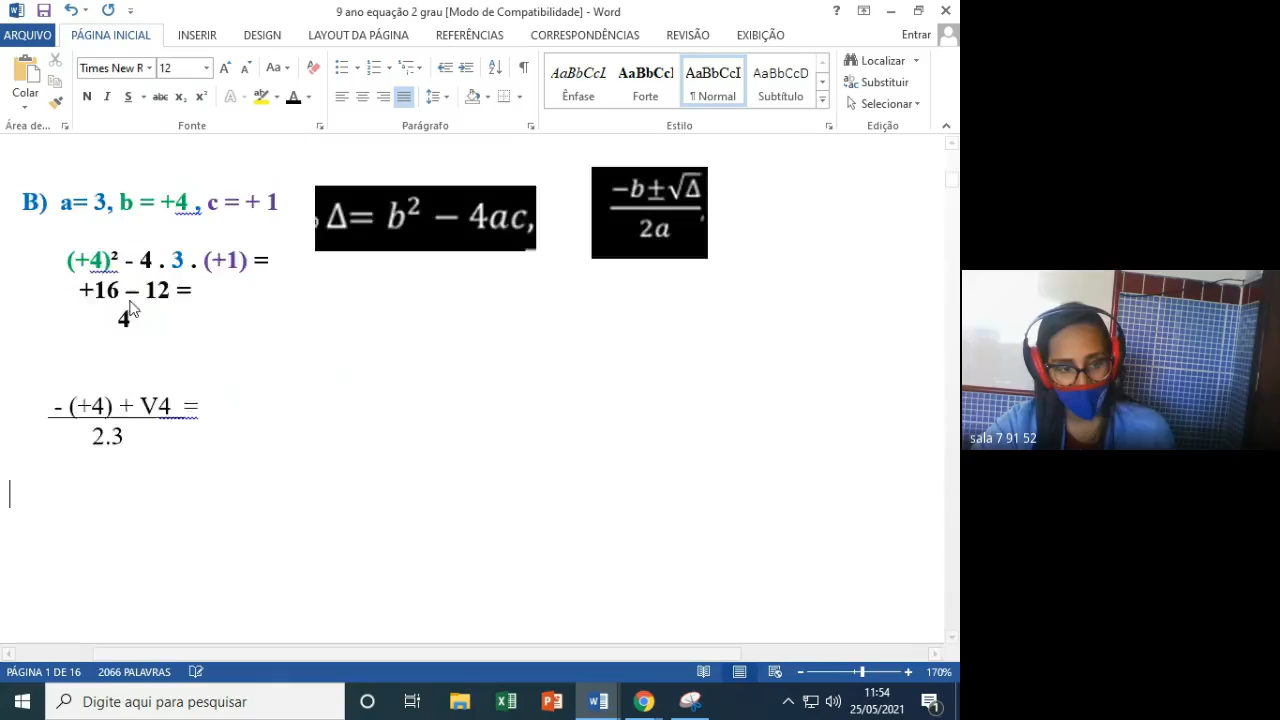 9 ano equação 2 grau [Modo de Compatibilidade] - Word
ARQUIVO PÁGINA INICIAL INSERIR DESIGN LAYOUT DA PÁGINA REFERÊNCIAS CORRESPONDÊNCIAS REVISÃO EXIBIÇÃO Entrar
Colar
Times New R 12
AaBbCcI AaBbCcI AaBbCcI AaBbCcD
Ênfase Forte ¶ Normal Subtítulo
Localizar
Substituir
Selecionar
Área de... Fonte Parágrafo Estilo Edição
B) a= 3, b = +4 , c = + 1
Δ= b² − 4ac,
−b±√Δ
2a
(+4)² - 4 . 3 . (+1) =
+16 – 12 =
4
- (+4) + V4 =
2.3
sala 7 91 52
PÁGINA 1 DE 16 2066 PALAVRAS 170%
Digite aqui para pesquisar
11:54
25/05/2021